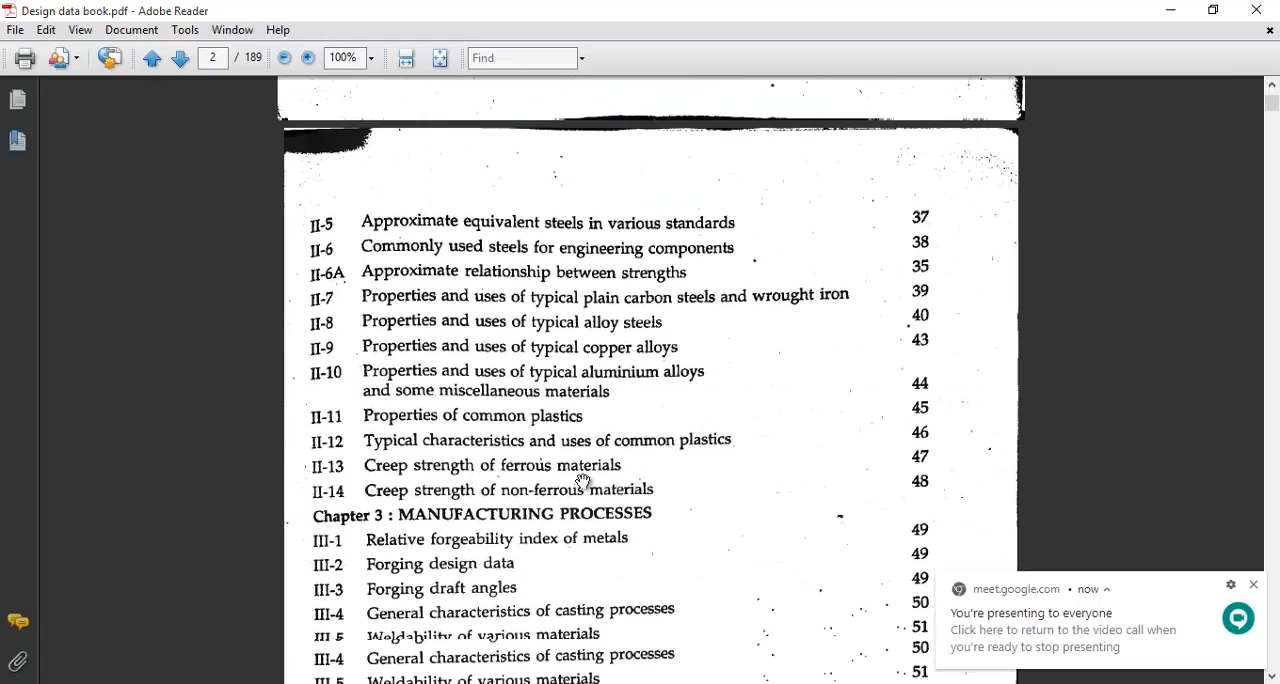 Design data book.pdf - Adobe Reader
File Edit View Document Tools Window Help
2 / 189 100% Find
II-5 Approximate equivalent steels in various standards 37
II-6 Commonly used steels for engineering components 38
II-6A Approximate relationship between strengths 35
II-7 Properties and uses of typical plain carbon steels and wrought iron 39
II-8 Properties and uses of typical alloy steels 40
II-9 Properties and uses of typical copper alloys 43
II-10 Properties and uses of typical aluminium alloys
and some miscellaneous materials 44
II-11 Properties of common plastics 45
II-12 Typical characteristics and uses of common plastics 46
II-13 Creep strength of ferrous materials 47
II-14 Creep strength of non-ferrous materials 48
Chapter 3 : MANUFACTURING PROCESSES
III-1 Relative forgeability index of metals 49
III-2 Forging design data 49
III-3 Forging draft angles 49
III-4 General characteristics of casting processes 50
III-5 Weldability of various materials 51
III-4 General characteristics of casting processes 50
III-5 Weldability of various materials 51
meet.google.com • now
You're presenting to everyone
Click here to return to the video call when
you're ready to stop presenting